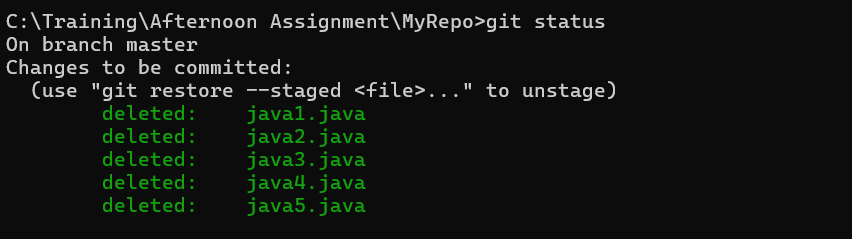 C:\Training\Afternoon Assignment\MyRepo>git status
On branch master
Changes to be committed:
  (use "git restore --staged <file>..." to unstage)
        deleted:    java1.java
        deleted:    java2.java
        deleted:    java3.java
        deleted:    java4.java
        deleted:    java5.java